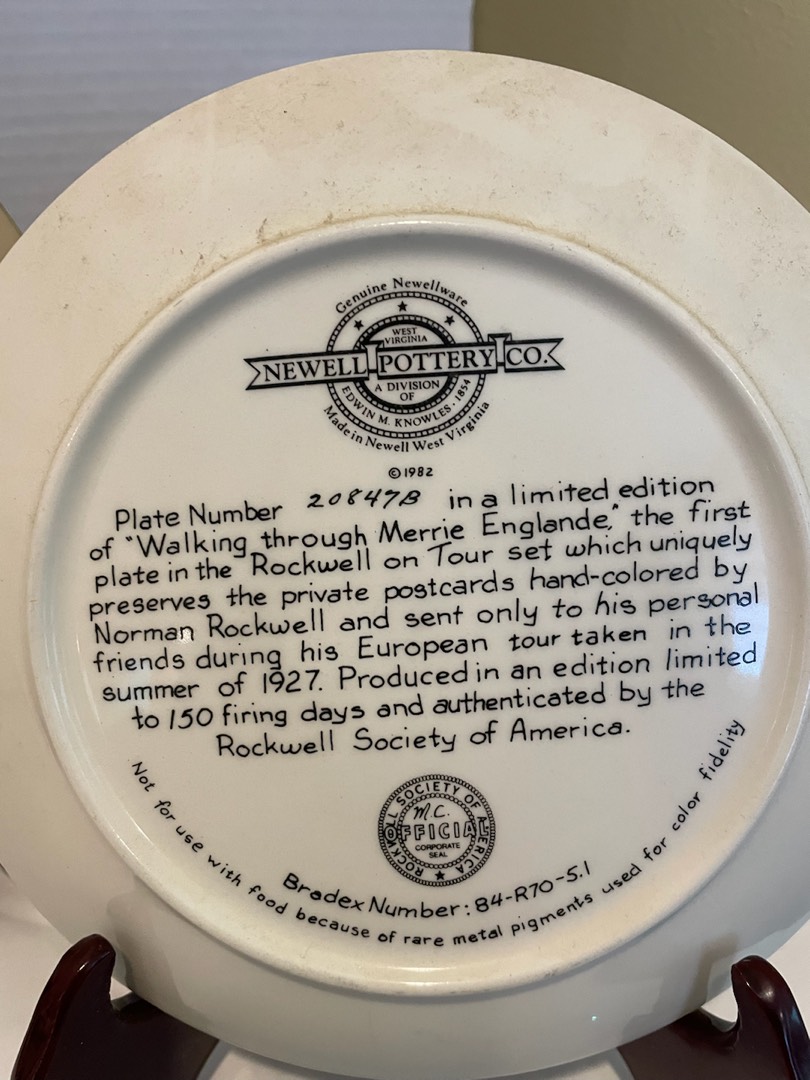 Genuine Newellware
WEST
VIRGINIA
NEWELL POTTERY CO.
A DIVISION
OF
EDWIN M. KNOWLES · 1854
Made in Newell West Virginia
©1982
Plate Number 20847B in a limited edition
of "Walking through Merrie Englande," the first
plate in the Rockwell on Tour set which uniquely
preserves the private postcards hand-colored by
Norman Rockwell and sent only to his personal
friends during his European tour taken in the
summer of 1927. Produced in an edition limited
to 150 firing days and authenticated by the
Rockwell Society of America.
ROCKWELL SOCIETY OF AMERICA
M.C.
OFFICIAL
CORPORATE
SEAL
Bradex Number: 84-R70-5.1
Not for use with food because of rare metal pigments used for color fidelity